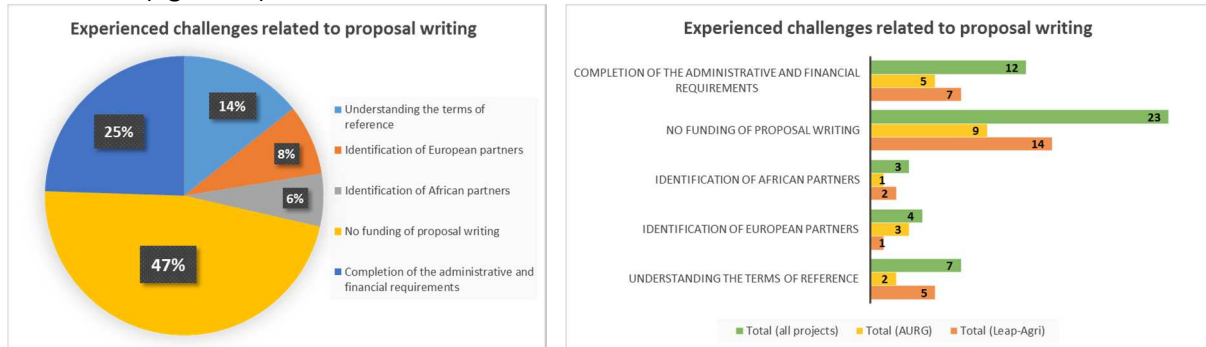 Experienced challenges related to proposal writing
14%
8%
6%
47%
25%
Understanding the terms of
reference
Identification of European partners
Identification of African partners
No funding of proposal writing
Completion of the administrative and
financial requirements
Experienced challenges related to proposal writing
COMPLETION OF THE ADMINISTRATIVE AND FINANCIAL
REQUIREMENTS
12
5
7
NO FUNDING OF PROPOSAL WRITING
23
9
14
IDENTIFICATION OF AFRICAN PARTNERS
3
1
2
IDENTIFICATION OF EUROPEAN PARTNERS
4
3
1
UNDERSTANDING THE TERMS OF REFERENCE
7
2
5
Total (all projects) Total (AURG) Total (Leap-Agri)